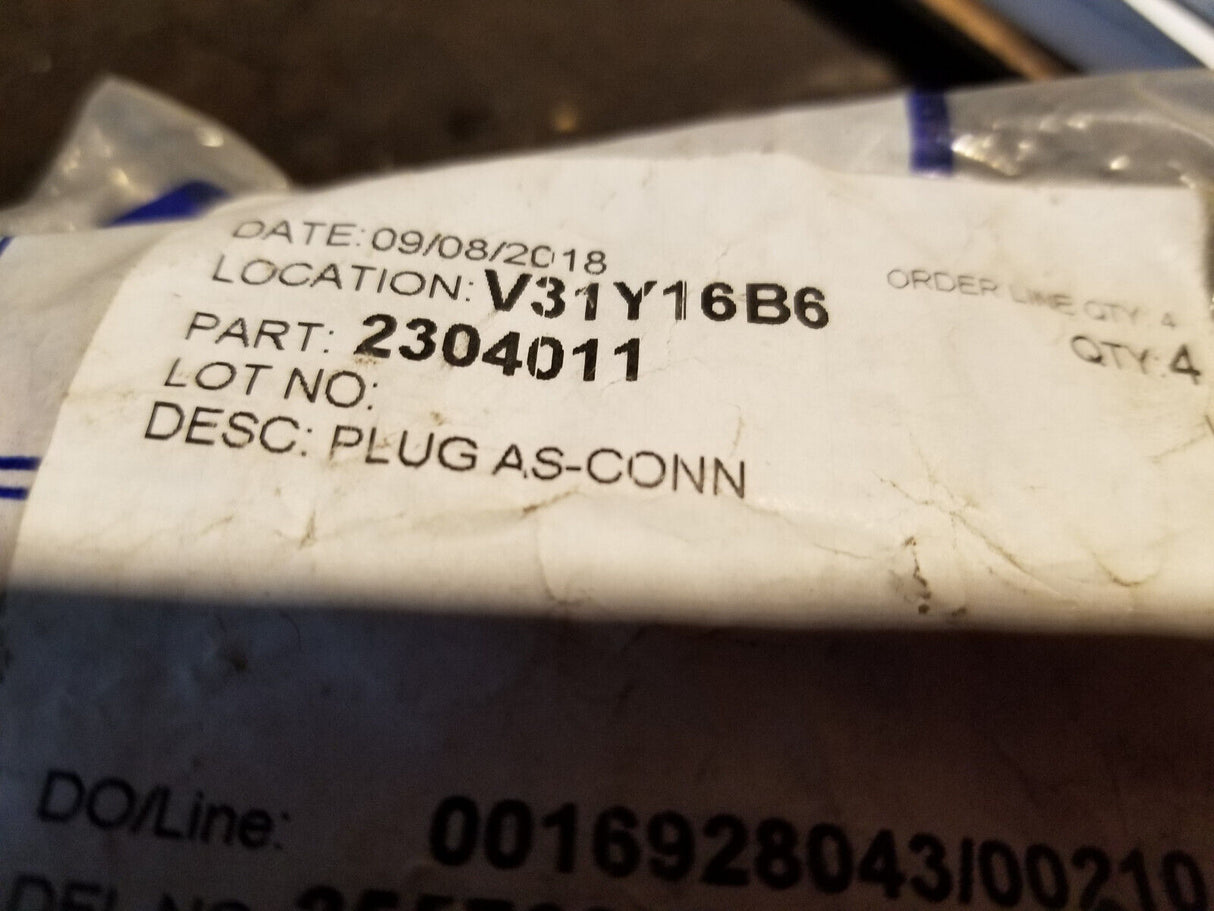 DATE: 09/08/2018
LOCATION: V31Y16B6
ORDER LINE QTY: 4
PART: 2304011
QTY: 4
LOT NO:
DESC: PLUG AS-CONN
DO/Line: 0016928043/00210